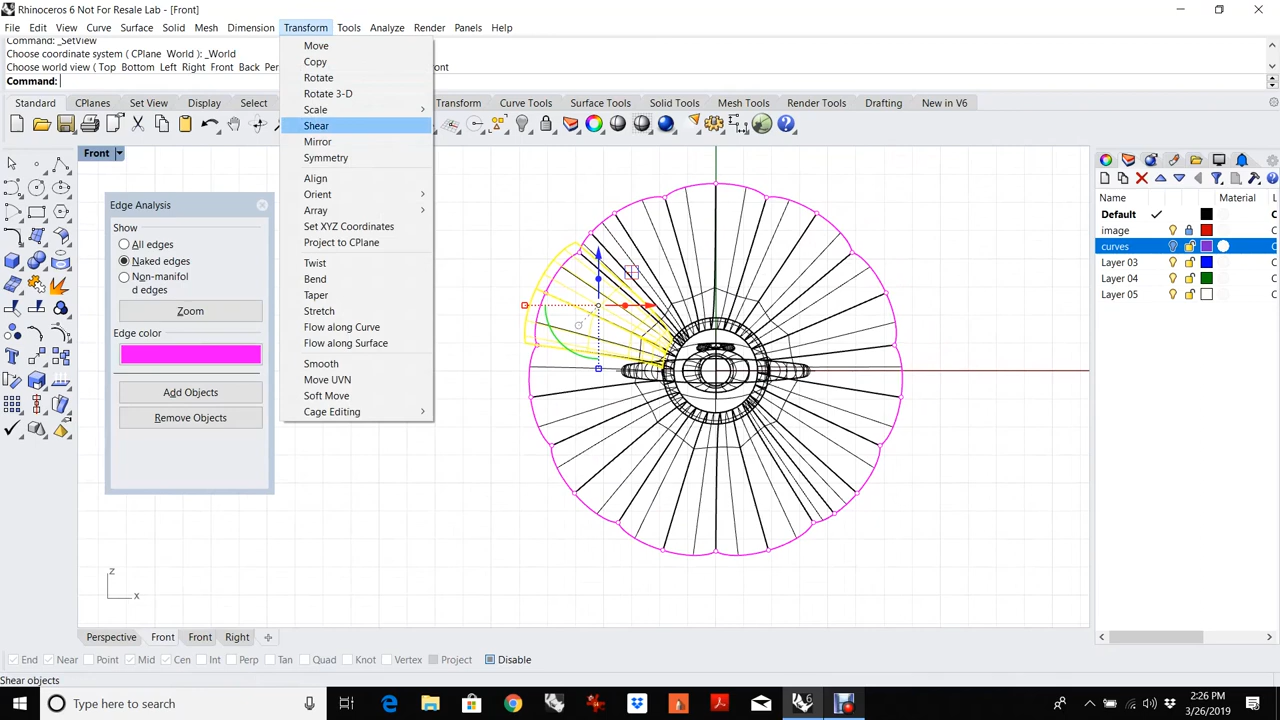 Rhinoceros 6 Not For Resale Lab - [Front]
File Edit View Curve Surface Solid Mesh Dimension Transform Tools Analyze Render Panels Help
Command: _SetView
Choose coordinate system ( CPlane World ): _World
Choose world view ( Top Bottom Left Right Front Back Per ont
Command:
Standard CPlanes Set View Display Select Transform Curve Tools Surface Tools Solid Tools Mesh Tools Render Tools Drafting New in V6
Move
Copy
Rotate
Rotate 3-D
Scale
Shear
Mirror
Symmetry
Align
Orient
Array
Set XYZ Coordinates
Project to CPlane
Twist
Bend
Taper
Stretch
Flow along Curve
Flow along Surface
Smooth
Move UVN
Soft Move
Cage Editing
Front
Edge Analysis
Show
All edges
Naked edges
Non-manifol
d edges
Zoom
Edge color
Add Objects
Remove Objects
z
x
Name Material L
Default
image
curves
Layer 03
Layer 04
Layer 05
Perspective Front Front Right
End Near Point Mid Cen Int Perp Tan Quad Knot Vertex Project Disable
Shear objects
Type here to search
2:26 PM
3/26/2019